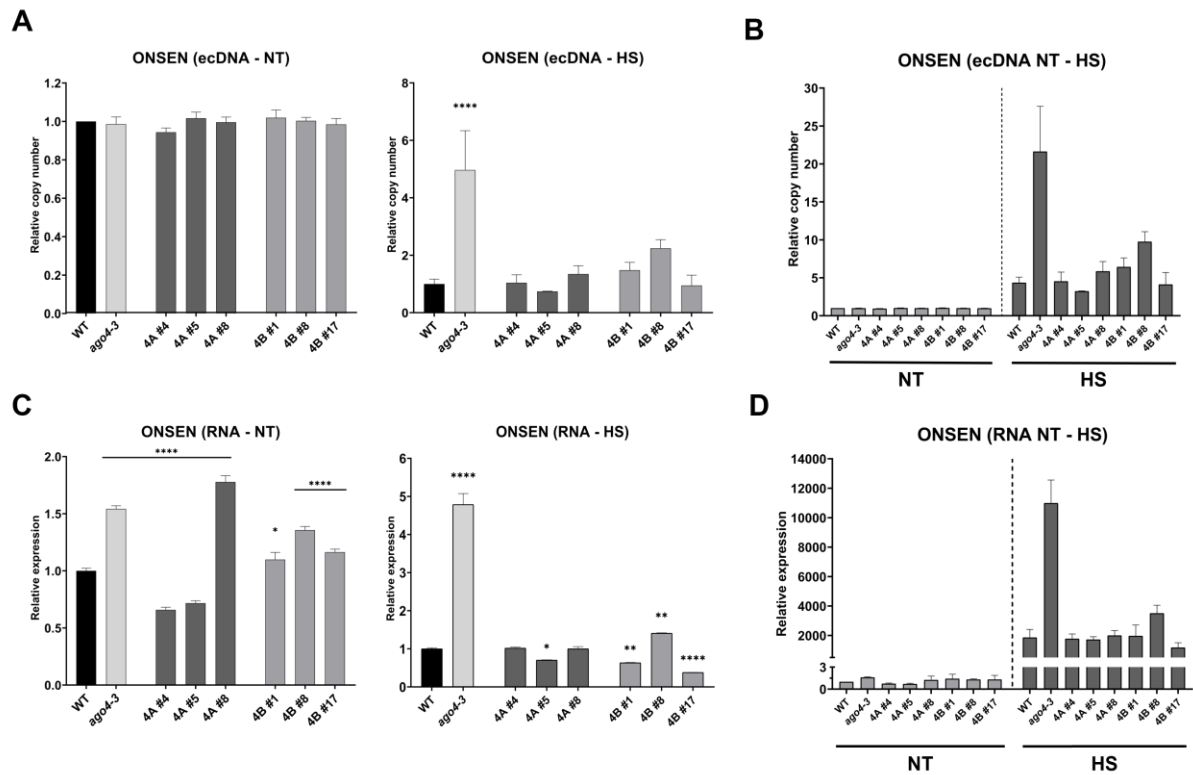 A
ONSEN (ecDNA - NT)
Relative copy number
1.2
1.0
0.8
0.6
0.4
0.2
0.0
WT
ago4-3
4A #4
4A #5
4A #8
4B #1
4B #8
4B #17
ONSEN (ecDNA - HS)
Relative copy number
8
6
4
2
0
****
WT
ago4-3
4A #4
4A #5
4A #8
4B #1
4B #8
4B #17
B
ONSEN (ecDNA NT - HS)
Relative copy number
30
25
20
15
10
5
0
WT
ago4-3
4A #4
4A #5
4A #8
4B #1
4B #8
4B #17
WT
ago4-3
4A #4
4A #5
4A #8
4B #1
4B #8
4B #17
NT
HS
C
ONSEN (RNA - NT)
Relative expression
2.0
1.5
1.0
0.5
0.0
****
*
****
WT
ago4-3
4A #4
4A #5
4A #8
4B #1
4B #8
4B #17
ONSEN (RNA - HS)
Relative expression
6
5
4
3
2
1
0
****
*
**
**
****
WT
ago4-3
4A #4
4A #5
4A #8
4B #1
4B #8
4B #17
D
ONSEN (RNA NT - HS)
Relative expression
14000
12000
10000
8000
6000
4000
2000
3
0
WT
ago4-3
4A #4
4A #5
4A #8
4B #1
4B #8
4B #17
WT
ago4-3
4A #4
4A #5
4A #8
4B #1
4B #8
4B #17
NT
HS